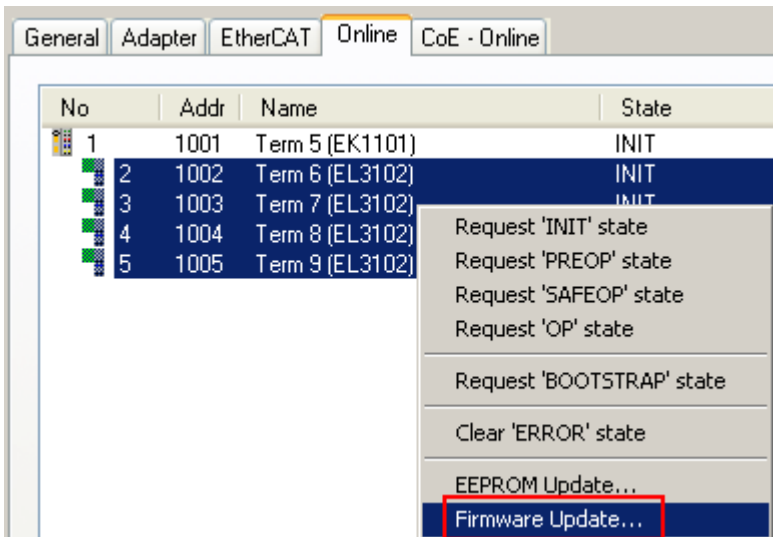 General Adapter EtherCAT Online CoE - Online
No Addr Name State
1 1001 Term 5 (EK1101) INIT
2 1002 Term 6 (EL3102) INIT
3 1003 Term 7 (EL3102) INIT
4 1004 Term 8 (EL3102)
5 1005 Term 9 (EL3102)
Request 'INIT' state
Request 'PREOP' state
Request 'SAFEOP' state
Request 'OP' state
Request 'BOOTSTRAP' state
Clear 'ERROR' state
EEPROM Update...
Firmware Update...